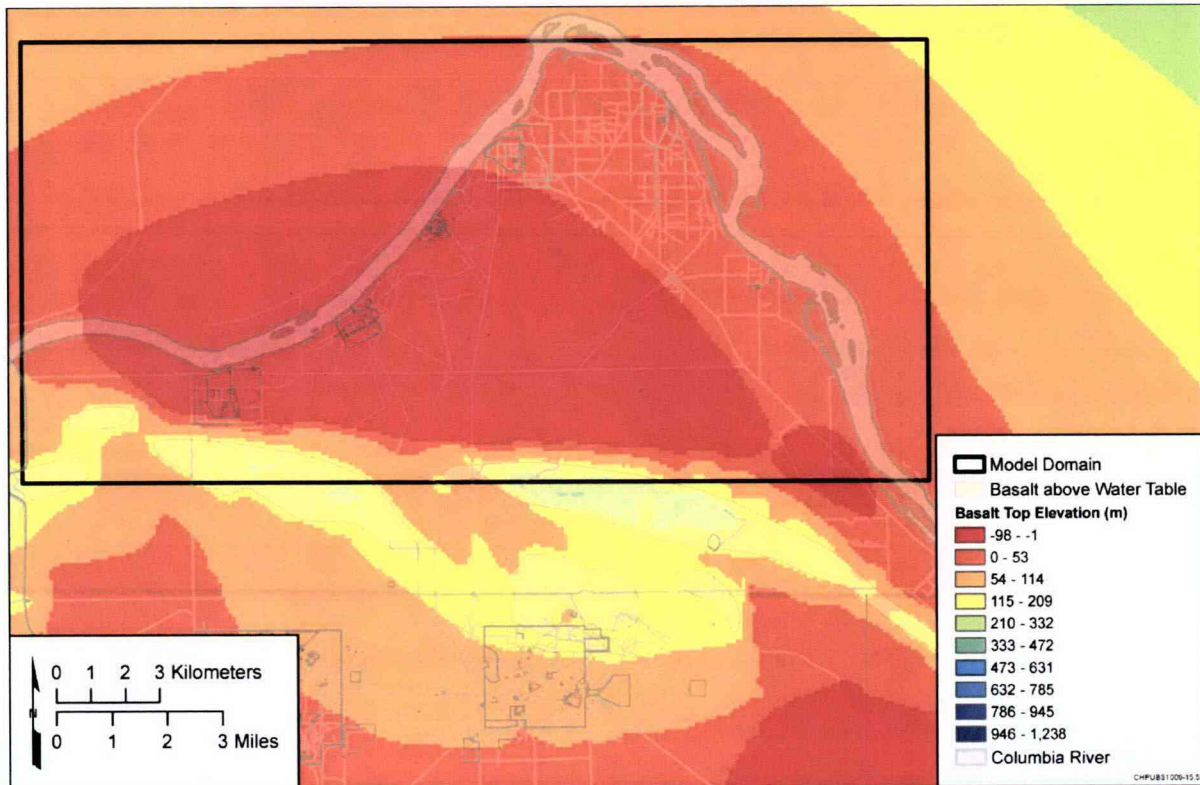 Model Domain
Basalt above Water Table
Basalt Top Elevation (m)
-98 - -1
0 - 53
54 - 114
115 - 209
210 - 332
333 - 472
473 - 631
632 - 785
786 - 945
946 - 1,238
Columbia River
N
0 1 2 3 Kilometers
0 1 2 3 Miles